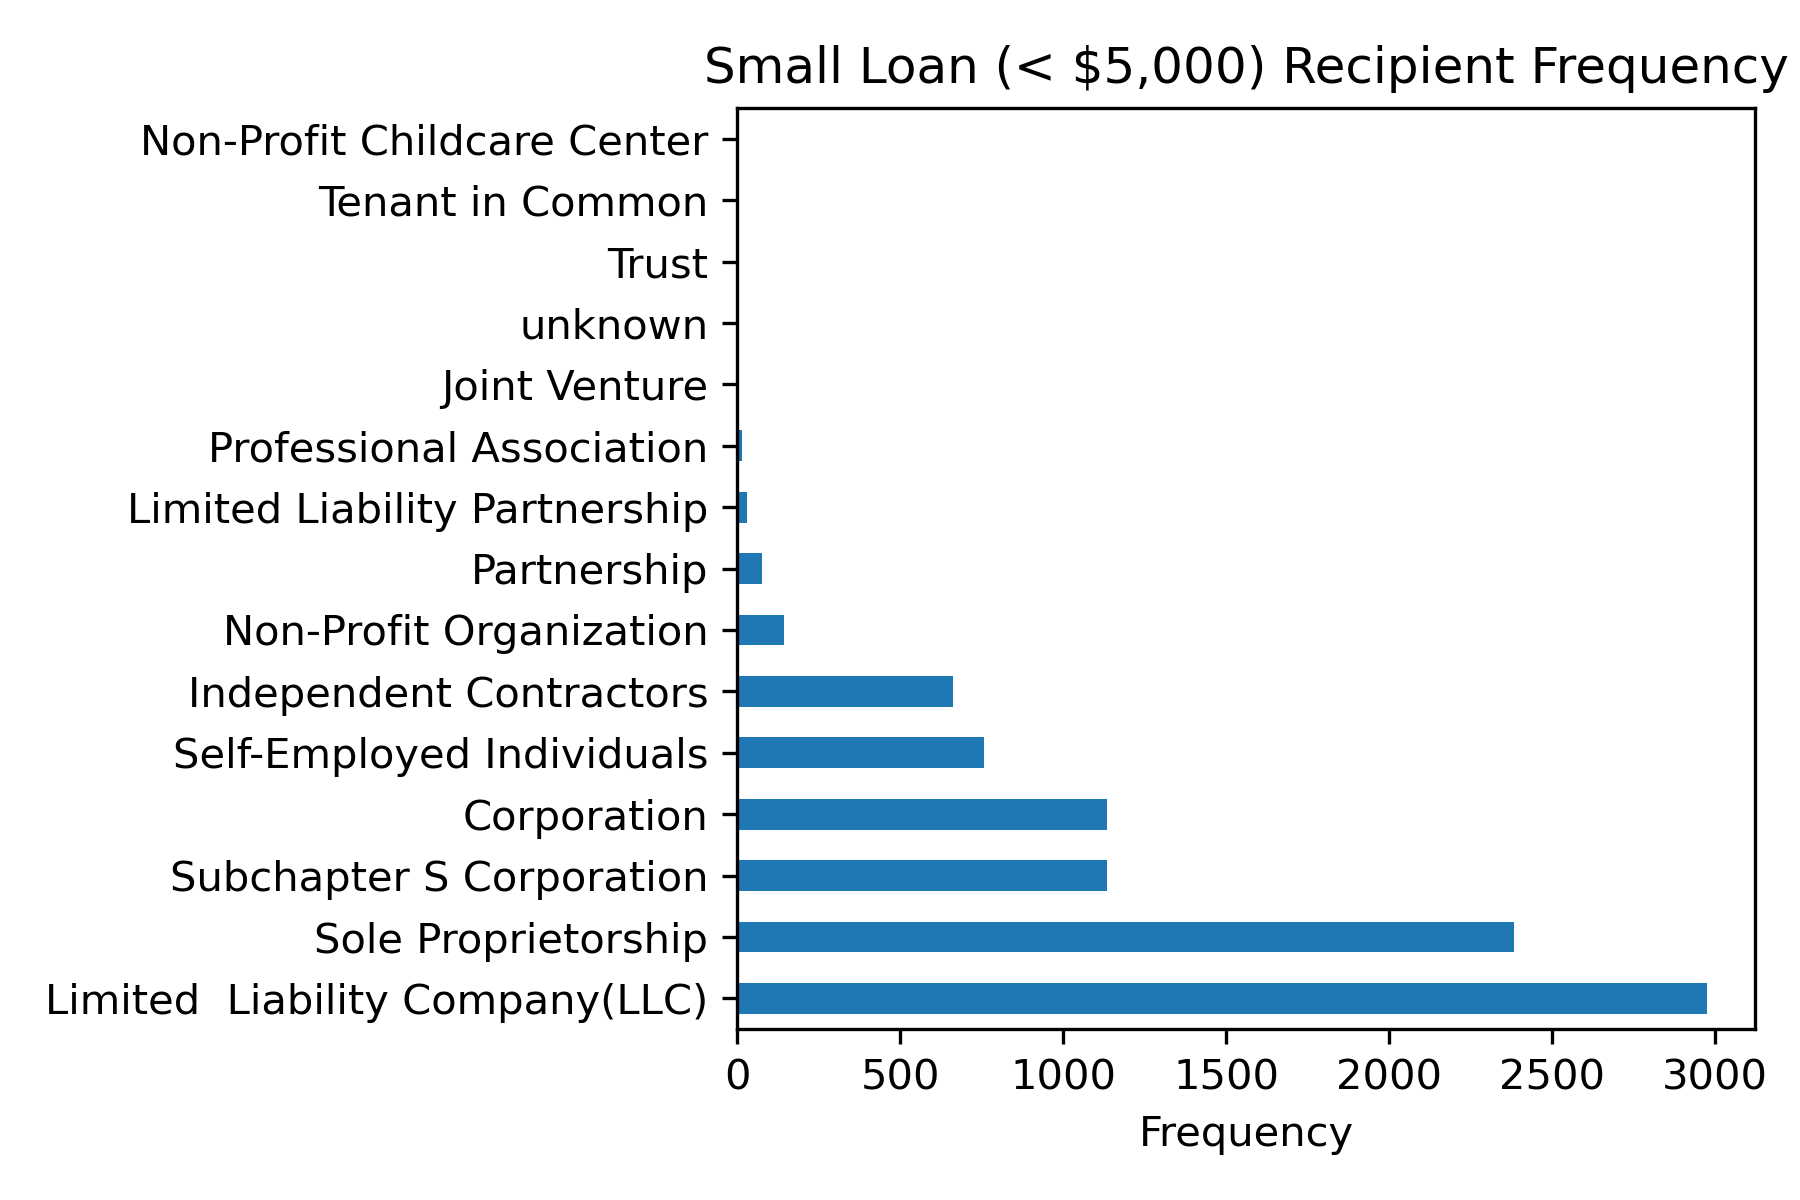 Small Loan (< $5,000) Recipient Frequency
Non-Profit Childcare Center
Tenant in Common
Trust
unknown
Joint Venture
Professional Association
Limited Liability Partnership
Partnership
Non-Profit Organization
Independent Contractors
Self-Employed Individuals
Corporation
Subchapter S Corporation
Sole Proprietorship
Limited  Liability Company(LLC)
0 500 1000 1500 2000 2500 3000
Frequency